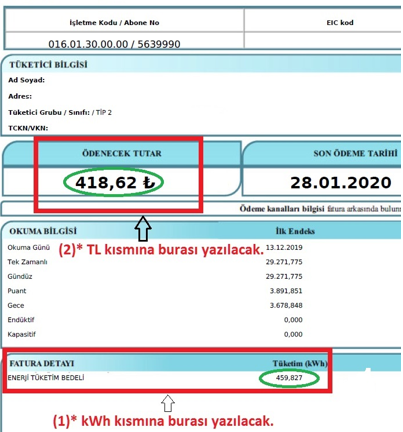 İşletme Kodu / Abone No EIC kod
016.01.30.00.00 / 5639990
TÜKETİCİ BİLGİSİ
Ad Soyad:
Adres:
Tüketici Grubu / Sınıfı: / TİP 2
TCKN/VKN:
ÖDENECEK TUTAR SON ÖDEME TARİHİ
418,62 ₺ 28.01.2020
Ödeme kanalları bilgisi fatura arkasında bulun
OKUMA BİLGİSİ İlk Endeks
Okuma Günü 13.12.2019
(2)* TL kısmına burası yazılacak.
Tek Zamanlı 29.271,775
Gündüz 29.271,775
Puant 3.891,851
Gece 3.678,848
Endüktif 0,000
Kapasitif 0,000
FATURA DETAYI Tüketim (kWh)
ENERJİ TÜKETİM BEDELİ 459,827
(1)* kWh kısmına burası yazılacak.